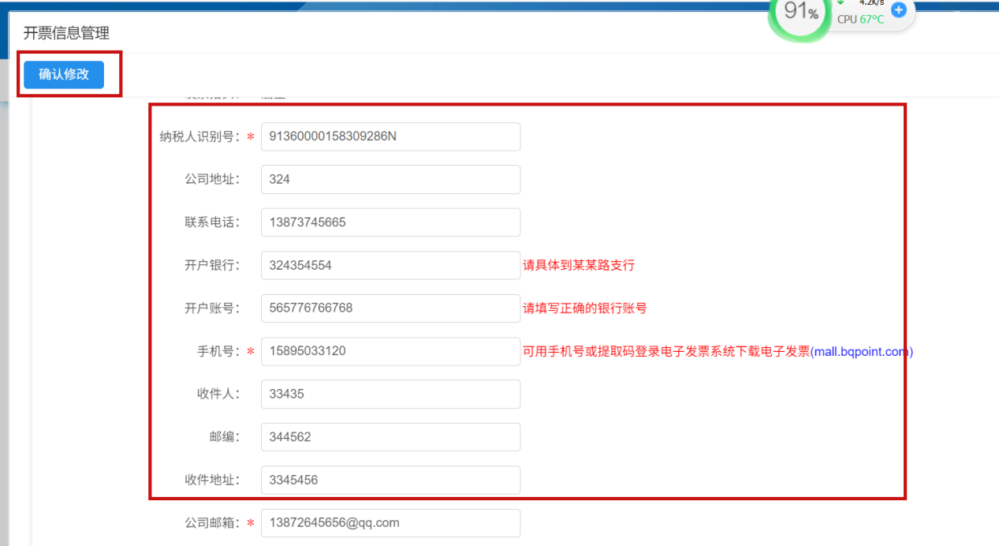 91%
4.2K/s
CPU 67°C
开票信息管理
确认修改
纳税人识别号：* 91360000158309286N
公司地址： 324
联系电话： 13873745665
开户银行： 324354554 请具体到某某路支行
开户账号： 565776766768 请填写正确的银行账号
手机号：* 15895033120 可用手机号或提取码登录电子发票系统下载电子发票(mall.bqpoint.com)
收件人： 33435
邮编： 344562
收件地址： 3345456
公司邮箱：* 13872645656@qq.com